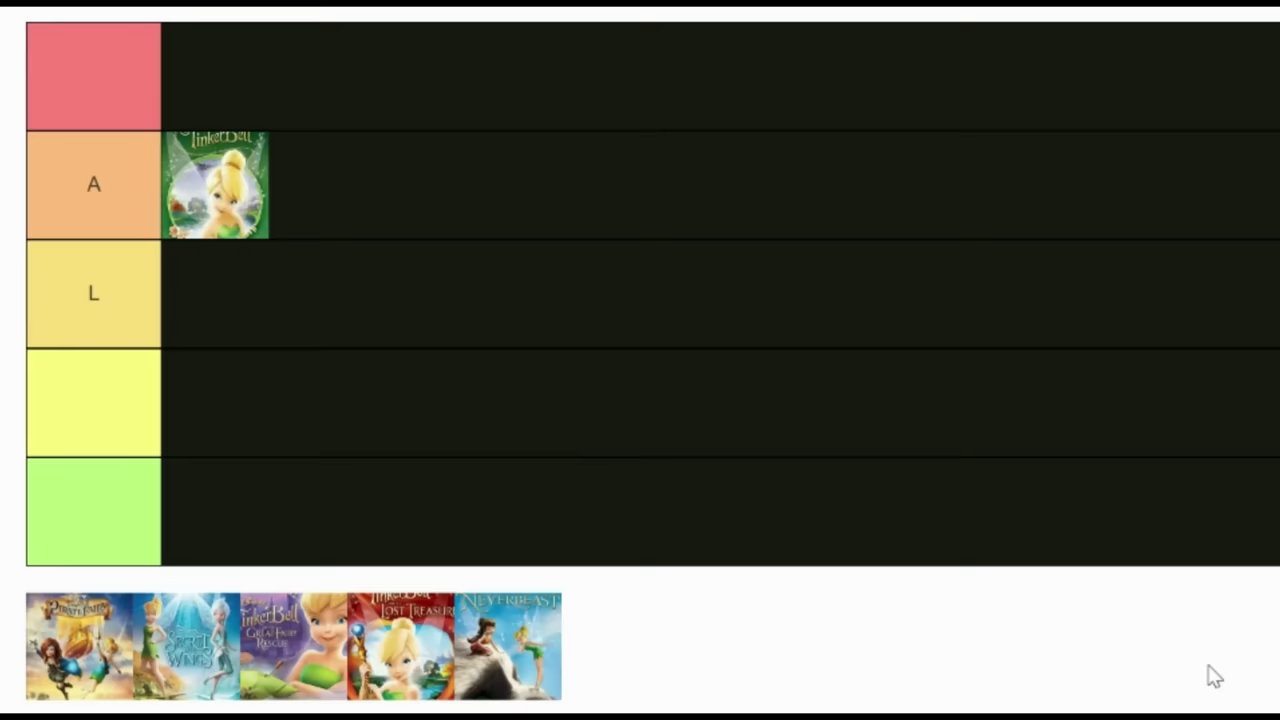 TinkerBell
A
L
PIRATE FAIRY
SECRET
OF
WINGS
TinkerBell
GREAT FAIRY
RESCUE
TinkerBell
LOST TREASURE
NEVERBEAST